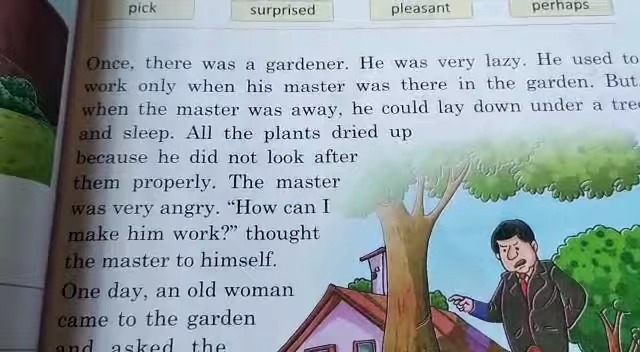 pick surprised pleasant perhaps
Once, there was a gardener. He was very lazy. He used to
work only when his master was there in the garden. But
when the master was away, he could lay down under a tree
and sleep. All the plants dried up
because he did not look after
them properly. The master
was very angry. “How can I
make him work?” thought
the master to himself.
One day, an old woman
came to the garden
and asked the